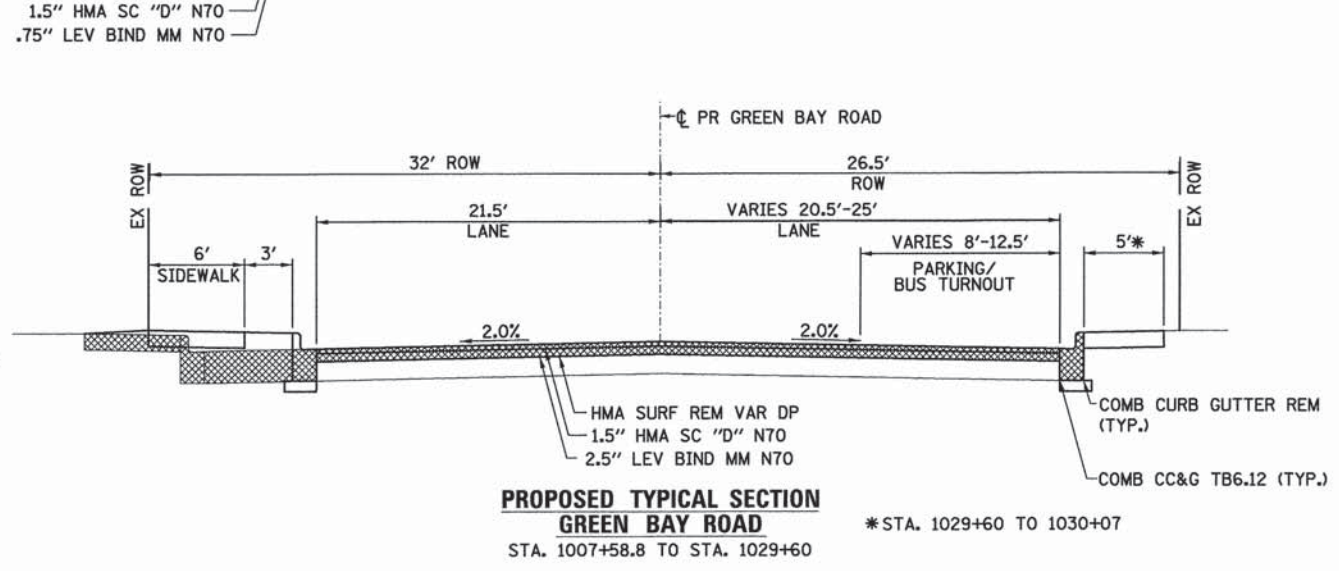 1.5" HMA SC "D" N70
.75" LEV BIND MM N70
℄ PR GREEN BAY ROAD
EX ROW
32' ROW
26.5'
ROW
EX ROW
21.5'
LANE
VARIES 20.5'-25'
LANE
6'
SIDEWALK
3'
VARIES 8'-12.5'
PARKING/
BUS TURNOUT
5'*
2.0%
2.0%
HMA SURF REM VAR DP
1.5" HMA SC "D" N70
2.5" LEV BIND MM N70
COMB CURB GUTTER REM
(TYP.)
COMB CC&G TB6.12 (TYP.)
PROPOSED TYPICAL SECTION
GREEN BAY ROAD
STA. 1007+58.8 TO STA. 1029+60
*STA. 1029+60 TO 1030+07